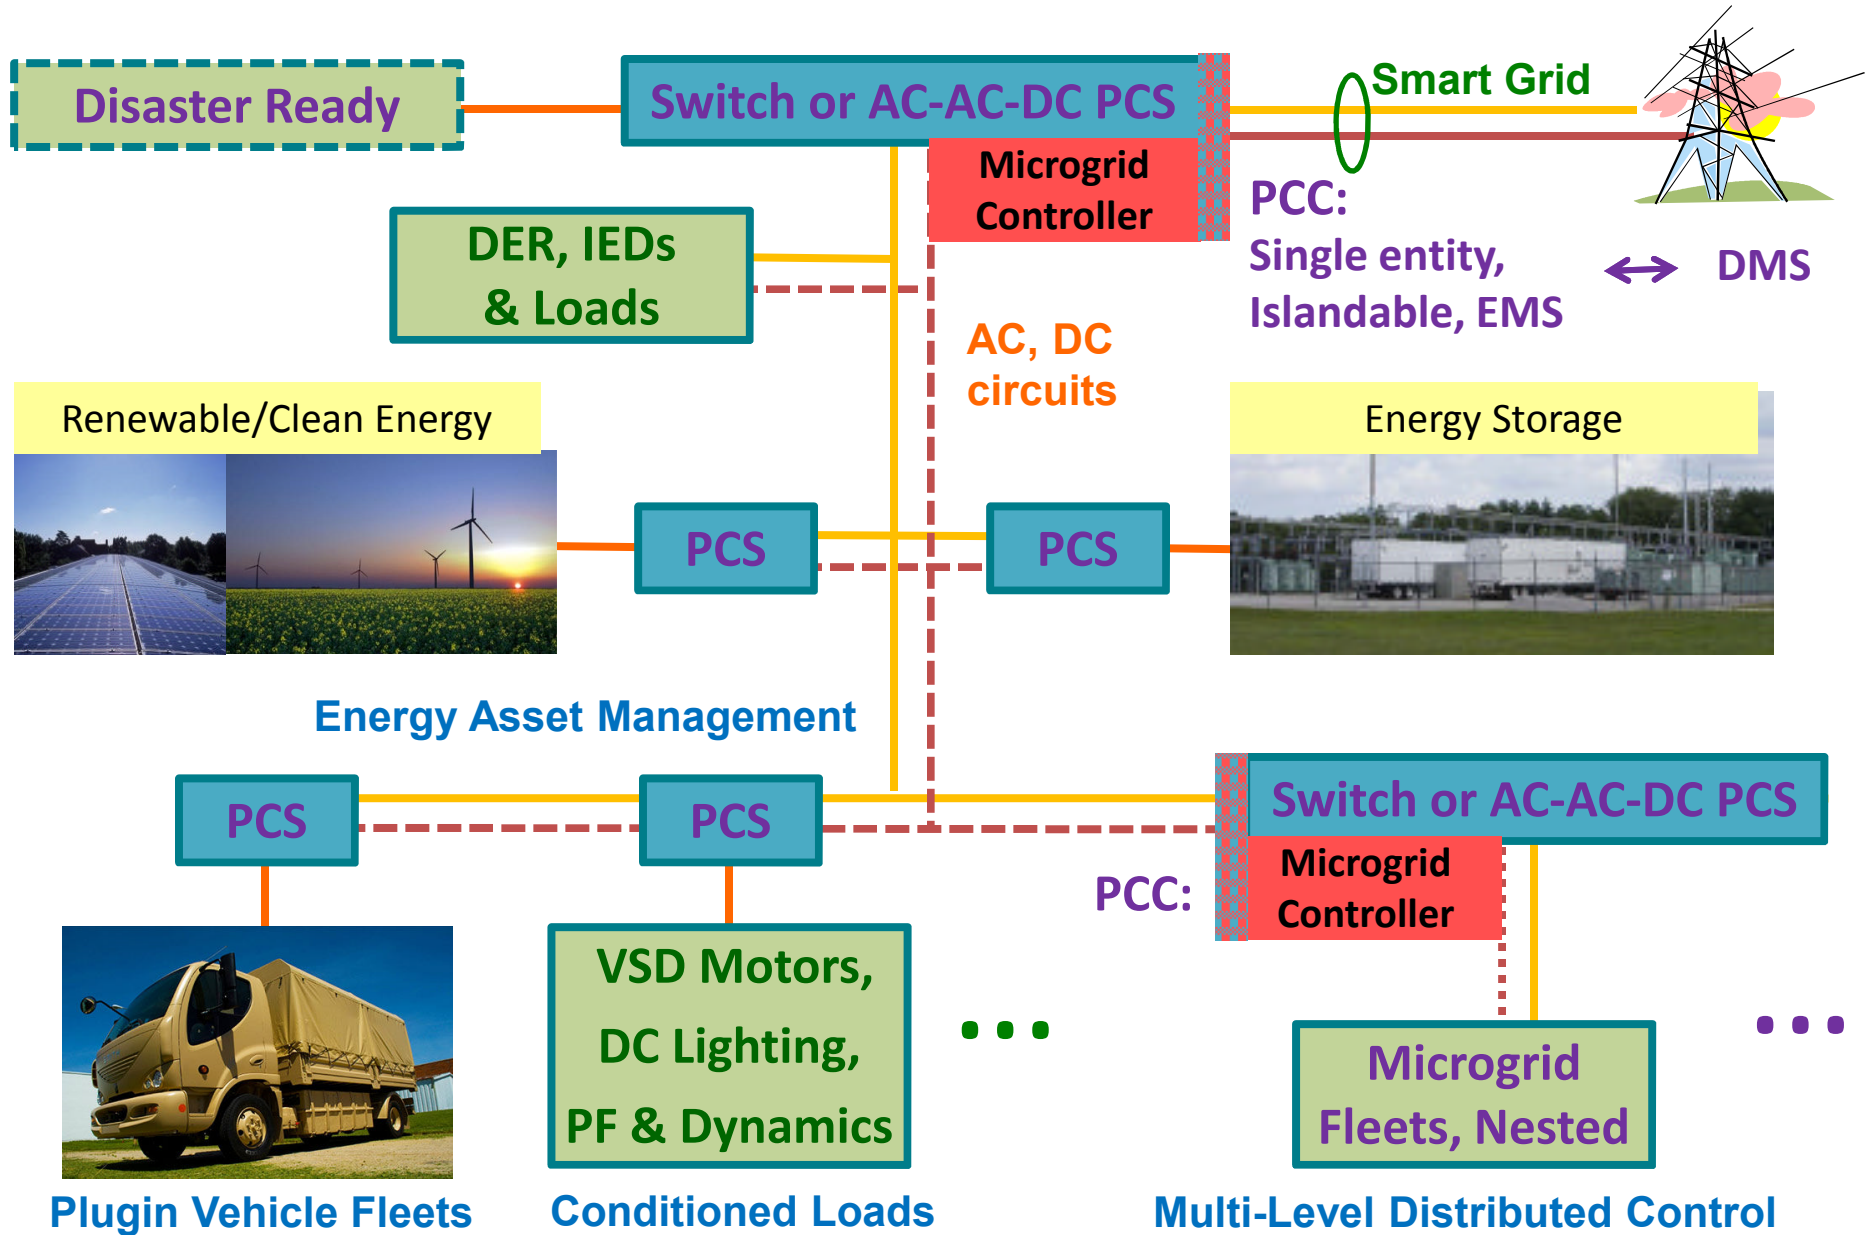 Disaster Ready
Switch or AC-AC-DC PCS
Smart Grid
Microgrid
Controller
PCC:
Single entity,
Islandable, EMS
DMS
DER, IEDs
& Loads
AC, DC
circuits
Renewable/Clean Energy
Energy Storage
PCS
PCS
Energy Asset Management
PCS
PCS
Switch or AC-AC-DC PCS
Microgrid
Controller
PCC:
VSD Motors,
DC Lighting,
PF & Dynamics
...
Microgrid
Fleets, Nested
...
Plugin Vehicle Fleets
Conditioned Loads
Multi-Level Distributed Control